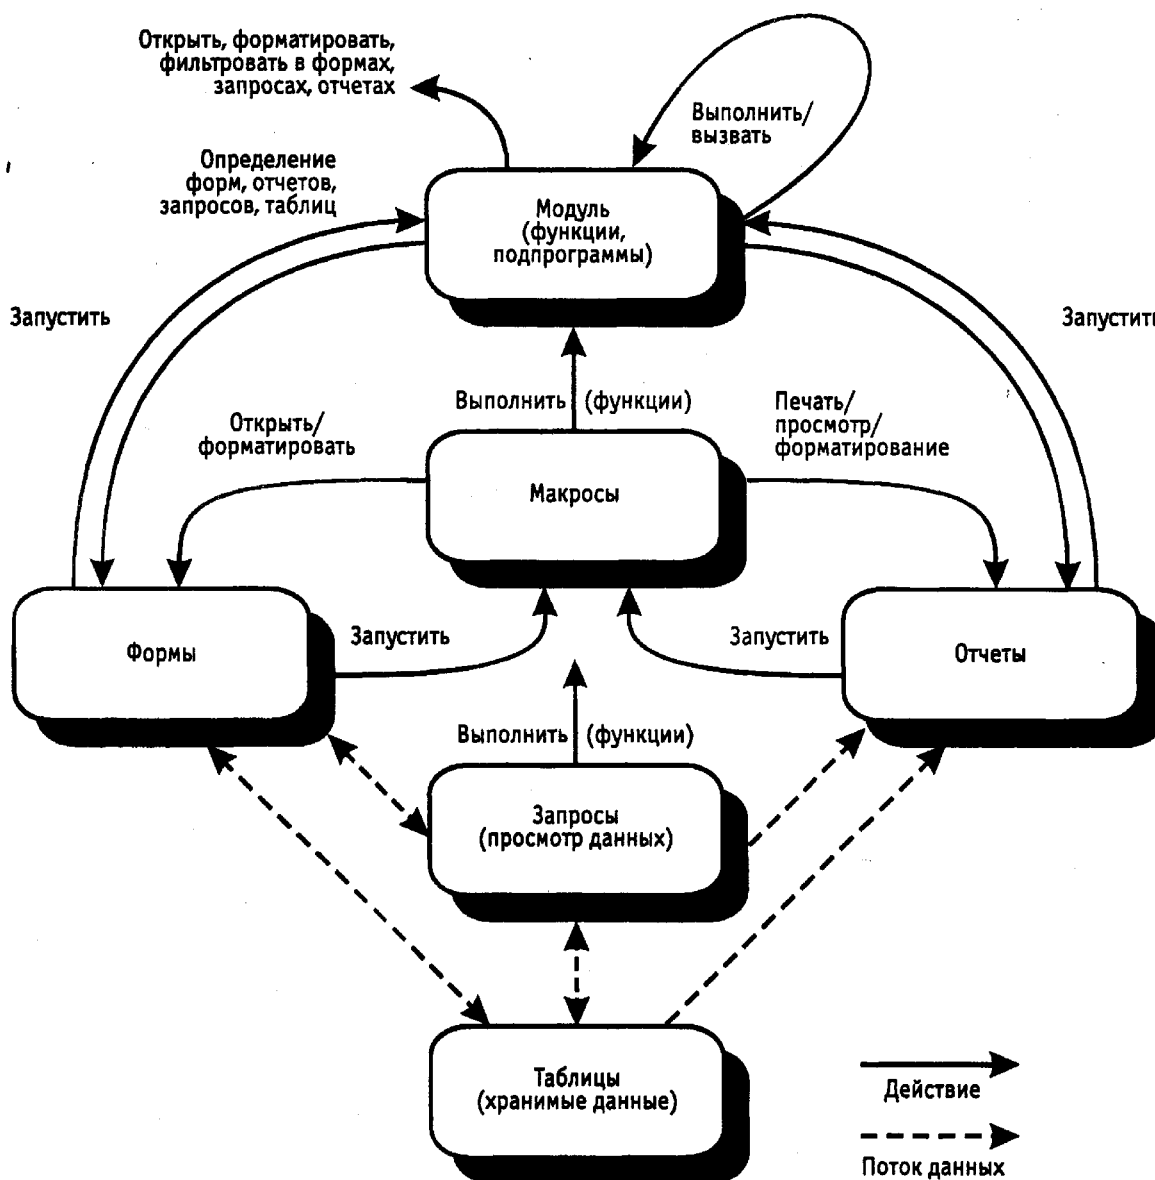 Открыть, форматировать,
фильтровать в формах,
запросах, отчетах
Выполнить/
вызвать
Определение
форм, отчетов,
запросов, таблиц
Модуль
(функции,
подпрограммы)
Запустить
Запустить
Выполнить (функции)
Открыть/
форматировать
Печать/
просмотр/
форматирование
Макросы
Формы
Запустить
Запустить
Отчеты
Выполнить (функции)
Запросы
(просмотр данных)
Таблицы
(хранимые данные)
Действие
Поток данных